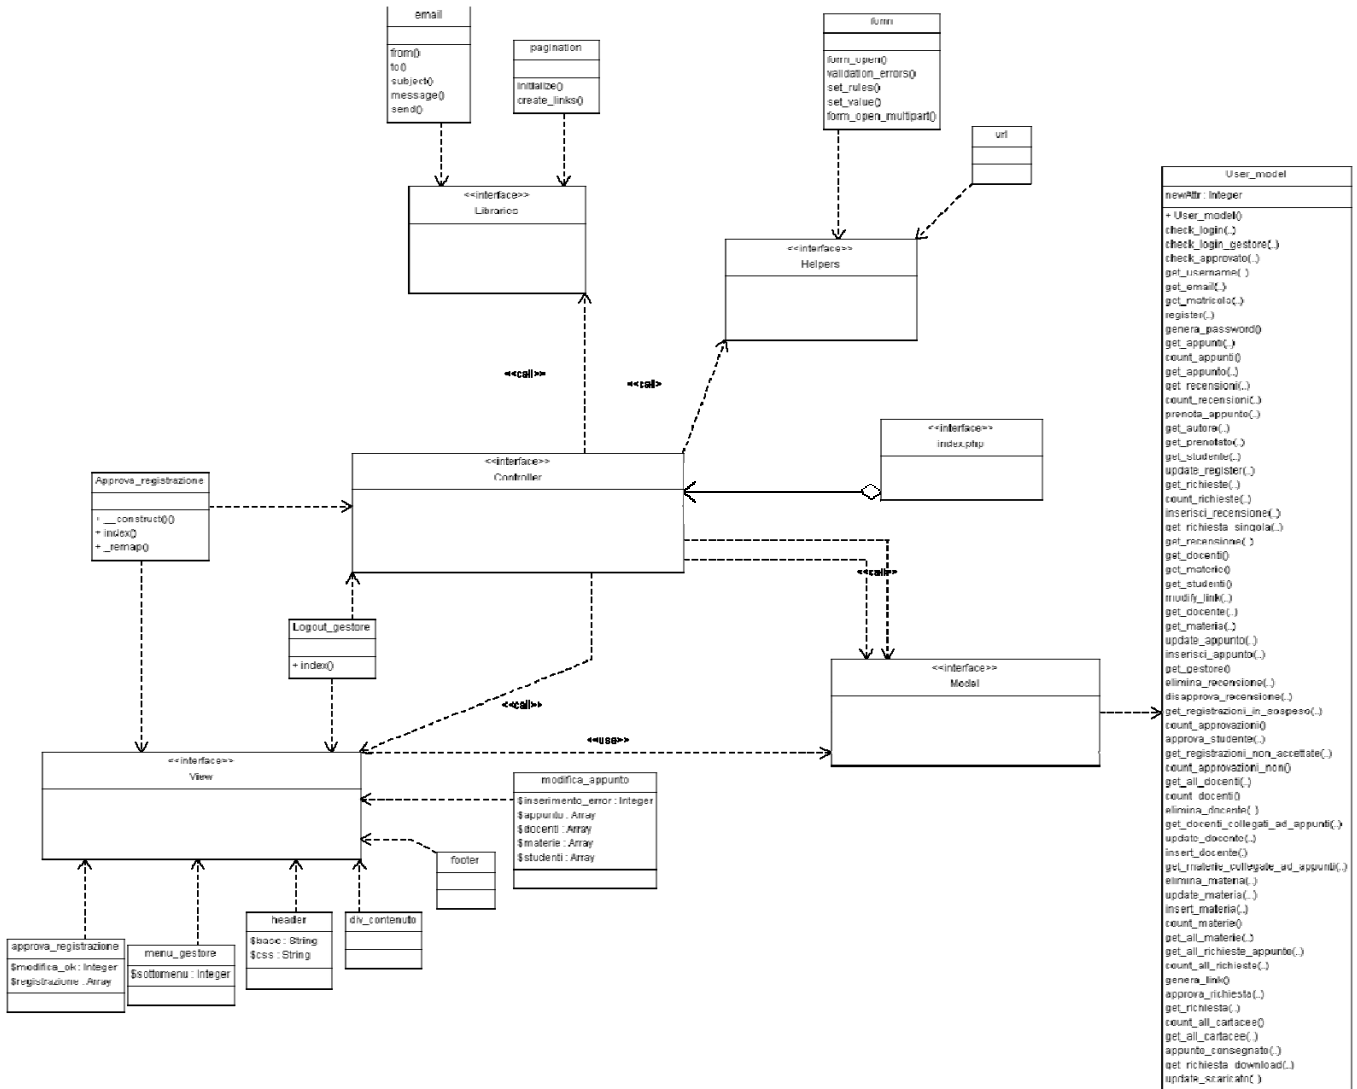 email
from()
to()
subject()
message()
send()
pagination
initialize()
create_links()
form
form_open()
validation_errors()
set_rules()
set_value()
form_open_multipart()
url
<<interface>>
Libraries
<<interface>>
Helpers
<<call>>
<<call>
<<interface>>
index.php
<<interface>>
Controller
Approva_registrazione
+ __construct()()
+ index()
+ _remap()
Logout_gestore
+ index()
<<call>>
<<interface>>
Model
<<call>>
<<use>>
<<interface>>
View
modifica_appunto
$inserimento_error : Integer
$appunto : Array
$docenti : Array
$materie : Array
$studenti : Array
footer
div_contenuto
header
$base : String
$css : String
menu_gestore
$sottomenu : Integer
approva_registrazione
$modifica_ok : Integer
$registrazione : Array
User_model
newAttr : Integer
+ User_model()
check_login(..)
check_login_gestore(..)
check_approvato(..)
get_username(..)
get_email(..)
get_matricola(..)
register(..)
genera_password()
get_appunti(..)
count_appunti()
get_appunto(..)
get_recensioni(..)
count_recensioni(..)
prenota_appunto(..)
get_autore(..)
get_prenotato(..)
get_studente(..)
update_register(..)
get_richieste(..)
count_richieste(..)
inserisci_recensione(..)
get_richiesta_singola(..)
get_recensione(..)
get_docenti()
get_materie()
get_studenti()
modify_link(..)
get_docente(..)
get_materia(..)
update_appunto(..)
inserisci_appunto(..)
get_gestore()
elimina_recensione(..)
disapprova_recensione(..)
get_registrazioni_in_sospeso(..)
count_approvazioni()
approva_studente(..)
get_registrazioni_non_accettate(..)
count_approvazioni_non()
get_all_docenti(..)
count_docenti()
elimina_docente(..)
get_docenti_collegati_ad_appunti(..)
update_docente(..)
insert_docente(..)
get_materie_collegate_ad_appunti(..)
elimina_materia(..)
update_materia(..)
insert_materia(..)
count_materie()
get_all_materie(..)
get_all_richieste_appunto(..)
count_all_richieste(..)
genera_link()
approva_richiesta(..)
get_richiesta(..)
count_all_cartacee()
get_all_cartacee(..)
appunto_consegnato(..)
get_richiesta_download(..)
update_scaricato(..)